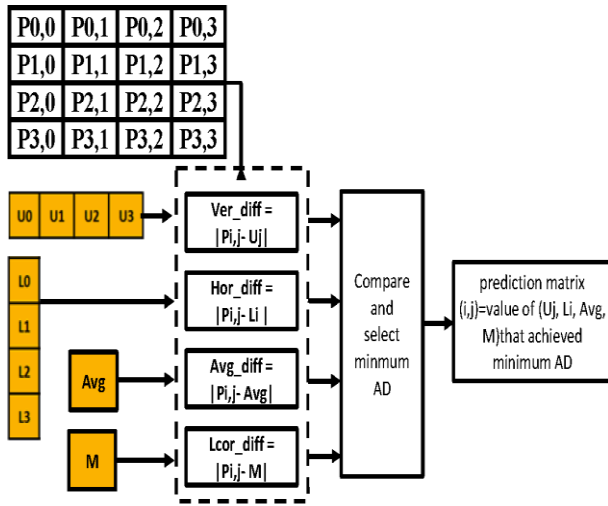 P0,0 P0,1 P0,2 P0,3
P1,0 P1,1 P1,2 P1,3
P2,0 P2,1 P2,2 P2,3
P3,0 P3,1 P3,2 P3,3
U0 U1 U2 U3
Ver_diff =
|Pi,j- Uj|
L0
L1
L2
L3
Hor_diff =
|Pi,j- Li |
Avg
Avg_diff =
|Pi,j- Avg|
M
Lcor_diff =
|Pi,j- M|
Compare
and
select
minmum
AD
prediction matrix
(i,j)=value of (Uj, Li, Avg,
M)that achieved
minimum AD